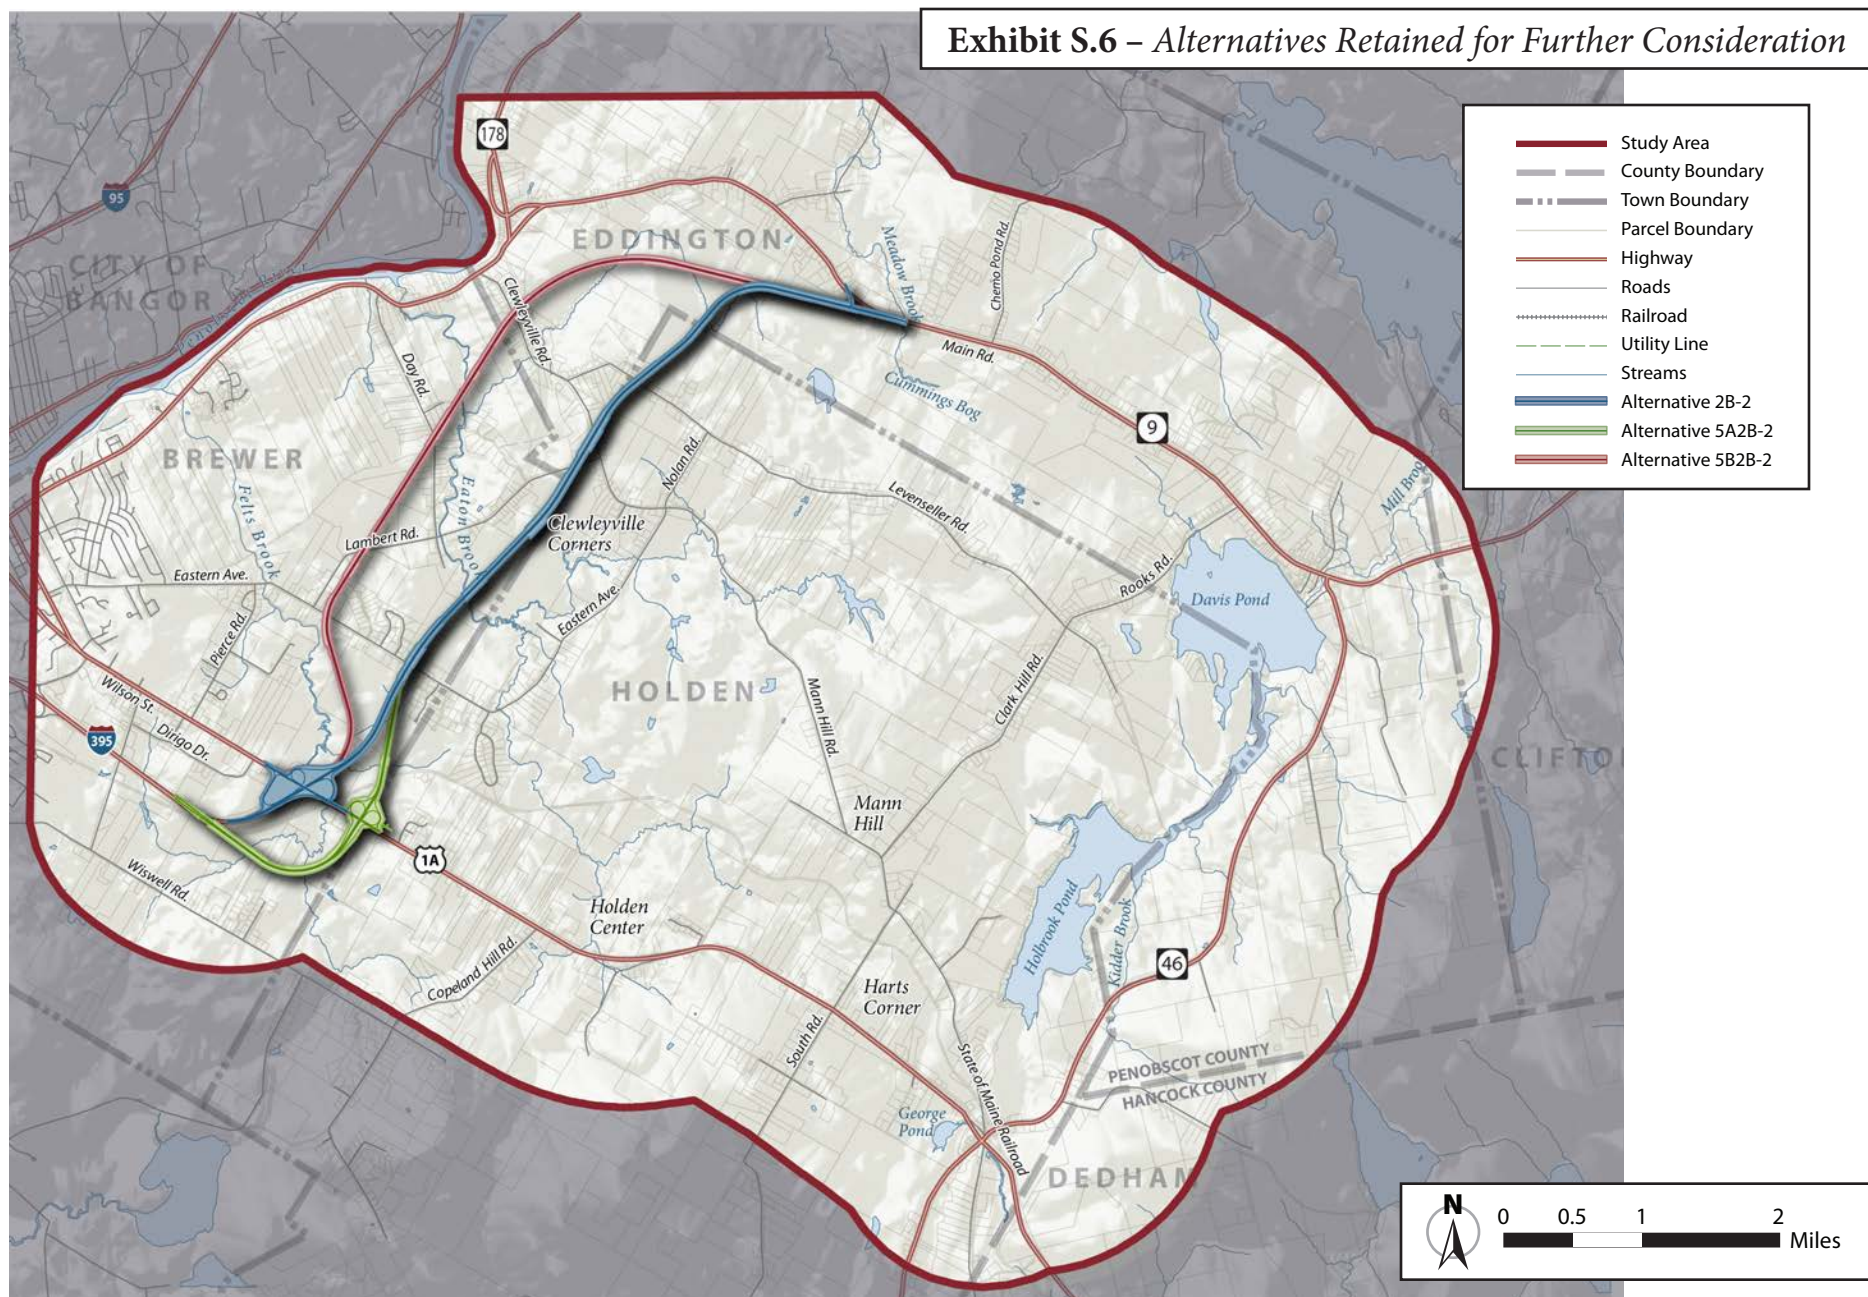 Exhibit S.6 – Alternatives Retained for Further Consideration
Study Area
County Boundary
Town Boundary
Parcel Boundary
Highway
Roads
Railroad
Utility Line
Streams
Alternative 2B-2
Alternative 5A2B-2
Alternative 5B2B-2
178
95
CITY OF
BANGOR
EDDINGTON
Meadow Brook
Chemo Pond Rd.
Clewleyville Rd.
Main Rd.
Day Rd.
Cummings Bog
9
BREWER
Felts Brook
Eaton Brook
Nolan Rd.
Levenseller Rd.
Mill Broo
Clewleyville
Corners
Lambert Rd.
Eastern Ave.
Rooks Rd.
Davis Pond
Eastern Ave.
Pierce Rd.
HOLDEN
Mann Hill Rd.
Clark Hill Rd.
Wilson St.
Dirigo Dr.
395
CLIFTO
Mann
Hill
1A
Wiswell Rd.
Holden
Center
Holbrook Pond
Kidder Brook
Copeland Hill Rd.
46
Harts
Corner
South Rd.
State of Maine Railroad
PENOBSCOT COUNTY
HANCOCK COUNTY
George
Pond
DEDHAM
N
0 0.5 1 2
Miles